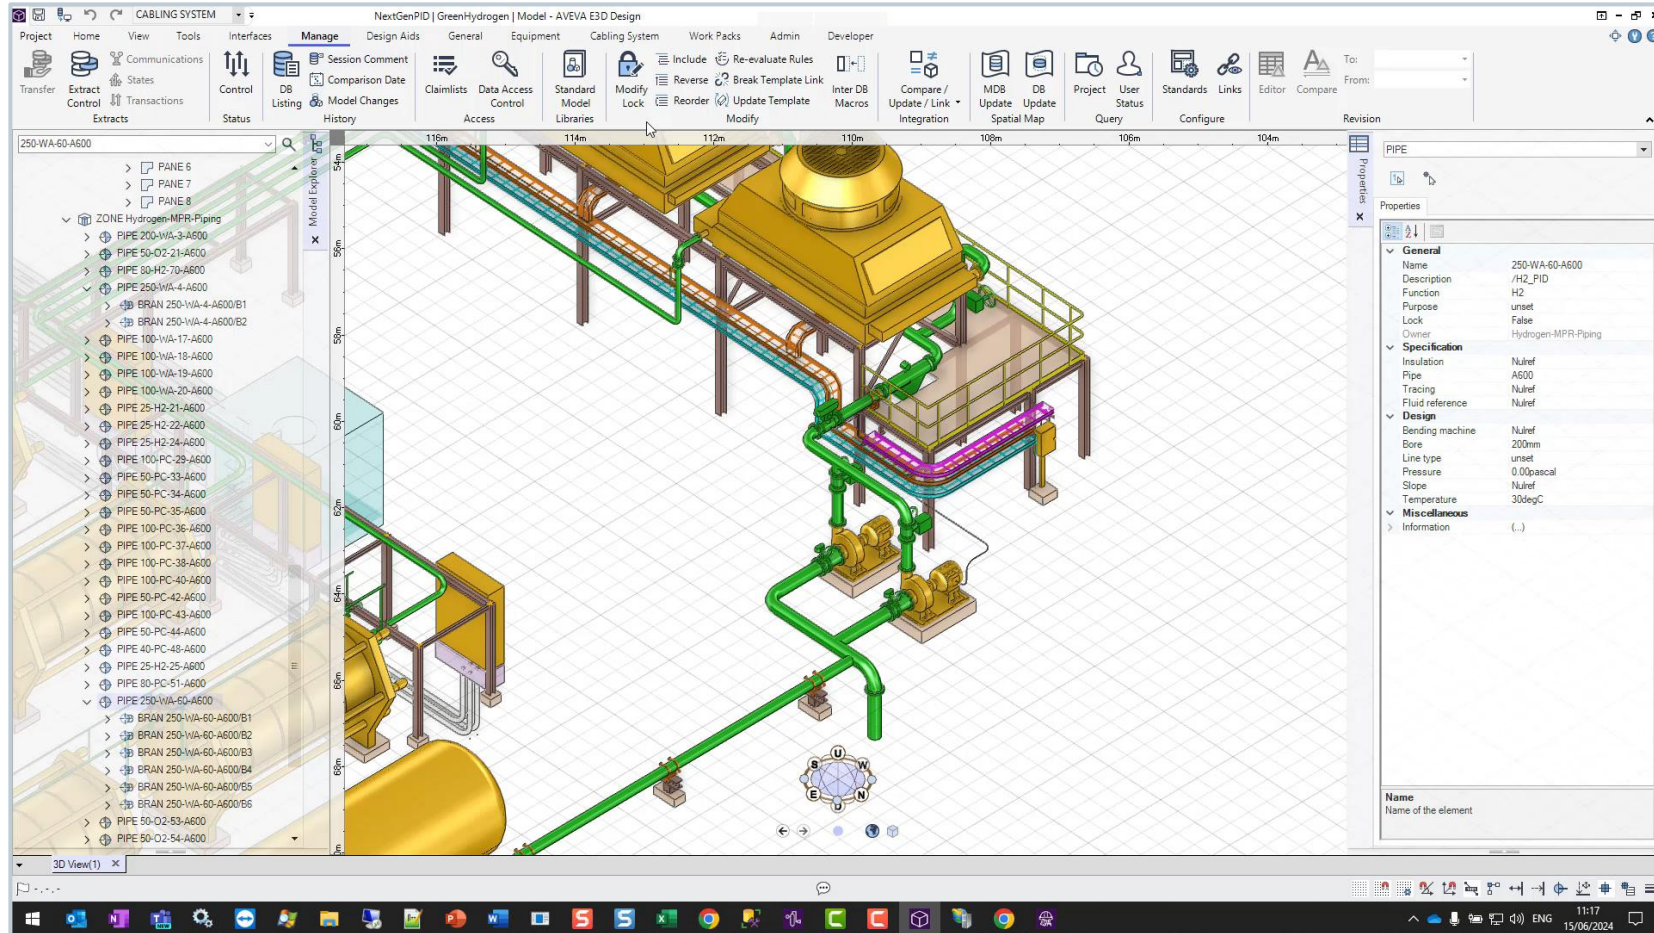 CABLING SYSTEM
NextGenPID | GreenHydrogen | Model - AVEVA E3D Design
Project Home View Tools Interfaces Manage Design Aids General Equipment Cabling System Work Packs Admin Developer
Transfer
Extract Control
Communications
States
Transactions
Extracts
Control
Status
DB Listing
Session Comment
Comparison Date
Model Changes
History
Claimlists
Data Access Control
Access
Standard Model
Libraries
Modify Lock
Include
Reverse
Reorder
Re-evaluate Rules
Break Template Link
Update Template
Modify
Inter DB Macros
Compare / Update / Link
Integration
MDB Update
DB Update
Spatial Map
Project
User Status
Query
Standards
Links
Configure
Editor
Compare
To:
From:
Revision
250-WA-60-A600
PANE 6
PANE 7
PANE 8
ZONE Hydrogen-MPR-Piping
PIPE 200-WA-3-A600
PIPE 50-O2-21-A600
PIPE 80-H2-70-A600
PIPE 250-WA-4-A600
BRAN 250-WA-4-A600/B1
BRAN 250-WA-4-A600/B2
PIPE 100-WA-17-A600
PIPE 100-WA-18-A600
PIPE 100-WA-19-A600
PIPE 100-WA-20-A600
PIPE 25-H2-21-A600
PIPE 25-H2-22-A600
PIPE 25-H2-24-A600
PIPE 100-PC-29-A600
PIPE 50-PC-33-A600
PIPE 50-PC-34-A600
PIPE 50-PC-35-A600
PIPE 100-PC-36-A600
PIPE 100-PC-37-A600
PIPE 100-PC-38-A600
PIPE 100-PC-40-A600
PIPE 50-PC-42-A600
PIPE 100-PC-43-A600
PIPE 50-PC-44-A600
PIPE 40-PC-48-A600
PIPE 25-H2-25-A600
PIPE 80-PC-51-A600
PIPE 250-WA-60-A600
BRAN 250-WA-60-A600/B1
BRAN 250-WA-60-A600/B2
BRAN 250-WA-60-A600/B3
BRAN 250-WA-60-A600/B4
BRAN 250-WA-60-A600/B5
BRAN 250-WA-60-A600/B6
PIPE 50-O2-53-A600
PIPE 50-O2-54-A600
Model Explorer
116m 114m 112m 110m 108m 106m 104m
54m
56m
58m
60m
62m
64m
66m
68m
U
S W
E N
D
Properties
PIPE
Properties
General
Name 250-WA-60-A600
Description /H2_PID
Function H2
Purpose unset
Lock False
Owner Hydrogen-MPR-Piping
Specification
Insulation Nulref
Pipe A600
Tracing Nulref
Fluid reference Nulref
Design
Bending machine Nulref
Bore 200mm
Line type unset
Pressure 0.00pascal
Slope Nulref
Temperature 30degC
Miscellaneous
Information (...)
Name
Name of the element
3D View(1)
ENG
11:17
15/06/2024